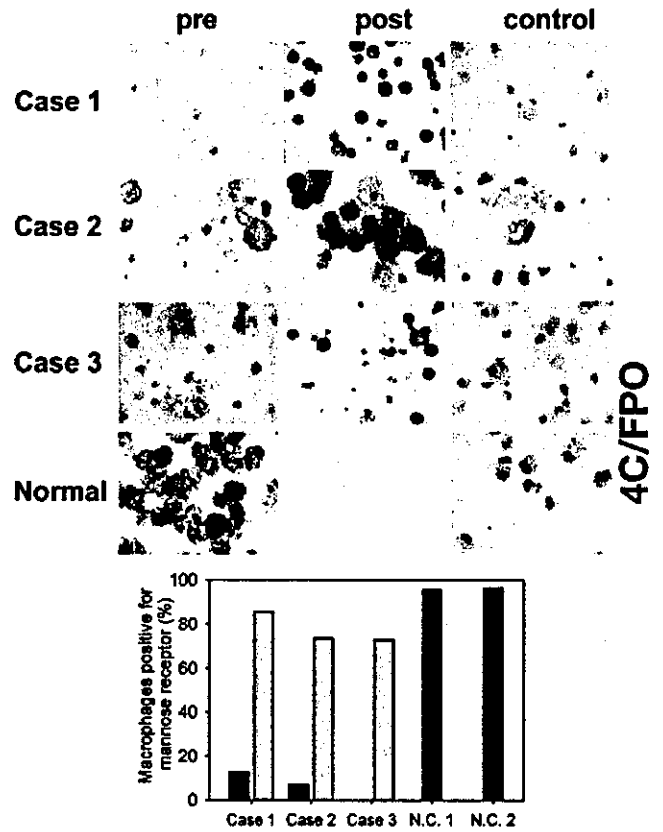 pre post control
Case 1
Case 2
Case 3
4C/FPO
Normal
Macrophages positive for
mannose receptor (%)
100
80
60
40
20
0
Case 1 Case 2 Case 3 N.C. 1 N.C. 2